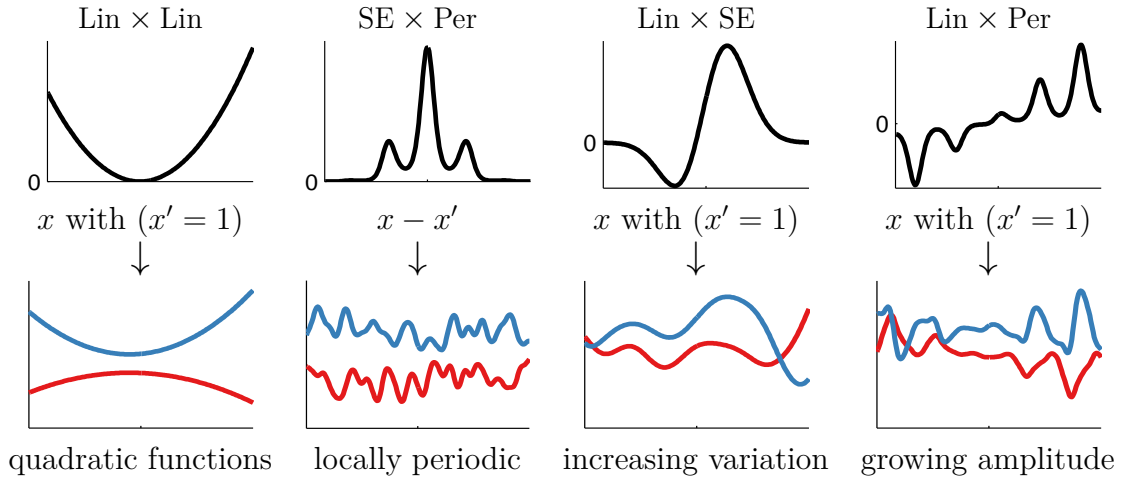 Lin × Lin
SE × Per
Lin × SE
Lin × Per
0
0
0
0
x with (x′ = 1)
x − x′
x with (x′ = 1)
x with (x′ = 1)
quadratic functions
locally periodic
increasing variation
growing amplitude